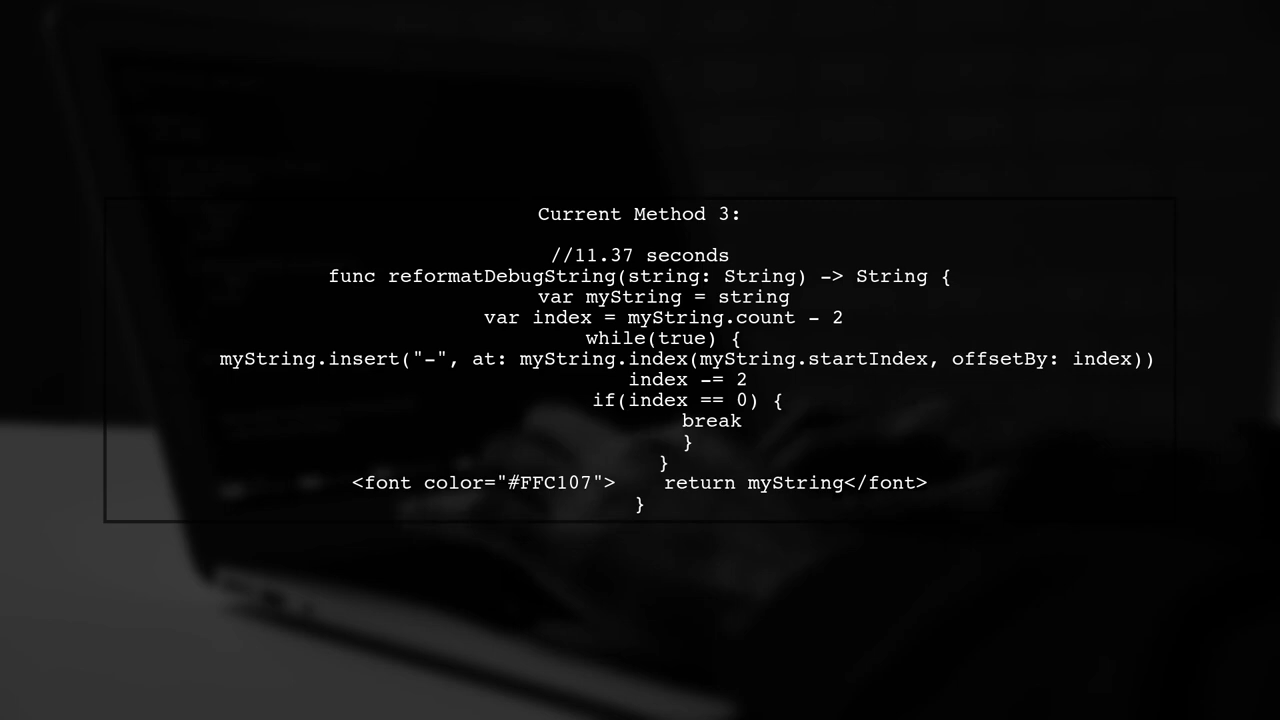 Current Method 3:
//11.37 seconds
func reformatDebugString(string: String) -> String {
var myString = string
var index = myString.count - 2
while(true) {
myString.insert("-", at: myString.index(myString.startIndex, offsetBy: index))
index -= 2
if(index == 0) {
break
}
}
<font color="#FFC107">    return myString</font>
}